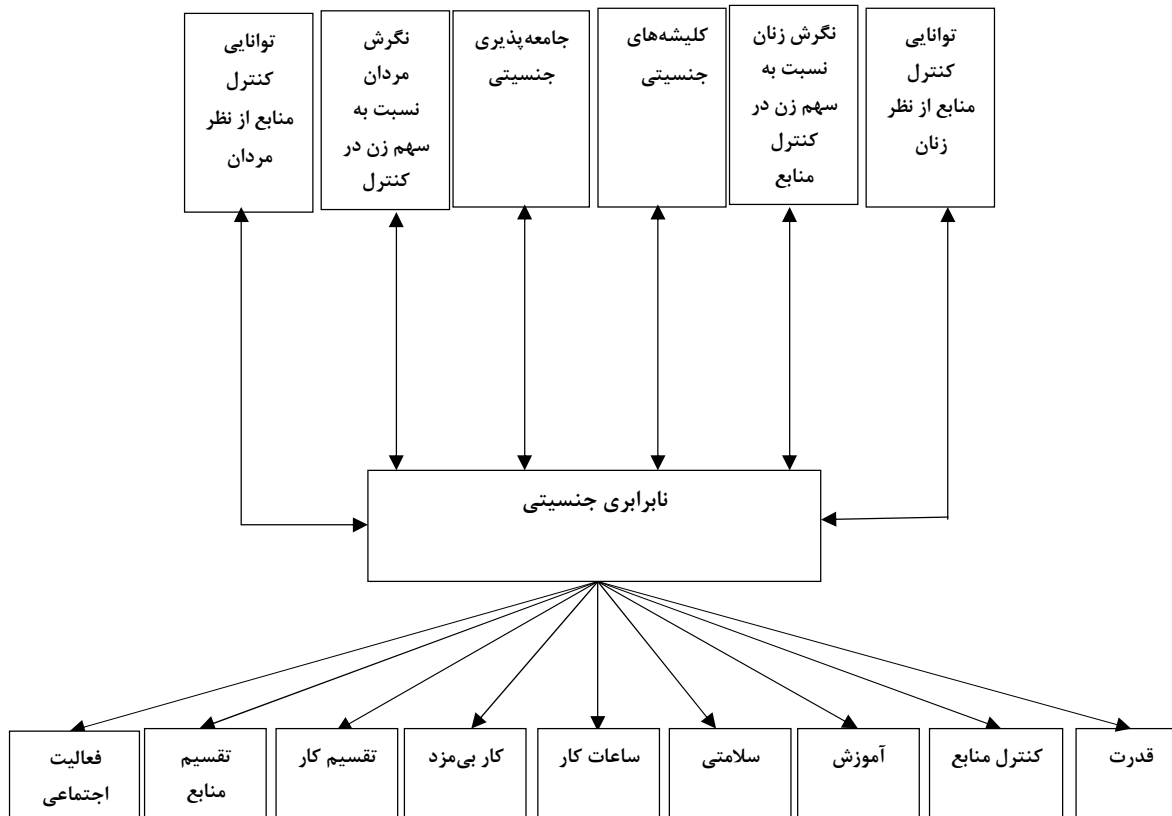 توانایی
کنترل
منابع از نظر
زنان
نگرش زنان
نسبت به
سهم زن در
کنترل
منابع
کلیشه‌های
جنسیتی
جامعه‌پذیری
جنسیتی
نگرش
مردان
نسبت به
سهم زن در
کنترل
توانایی
کنترل
منابع از نظر
مردان
نابرابری جنسیتی
قدرت
کنترل منابع
آموزش
سلامتی
ساعات کار
کار بی‌مزد
تقسیم کار
تقسیم
منابع
فعالیت
اجتماعی